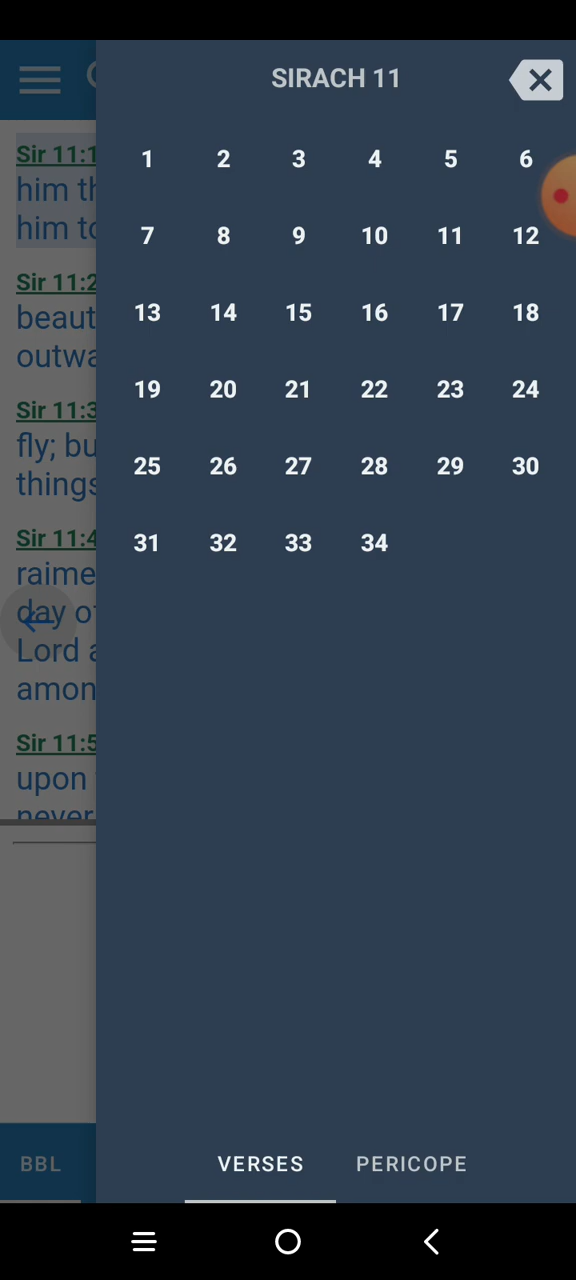 SIRACH 11
1 2 3 4 5 6
7 8 9 10 11 12
13 14 15 16 17 18
19 20 21 22 23 24
25 26 27 28 29 30
31 32 33 34
Sir 11:1
him th
him to
Sir 11:2
beaut
outwa
Sir 11:3
fly; bu
things
Sir 11:4
raime
day of
Lord a
amon
Sir 11:5
upon
never
BBL
VERSES PERICOPE